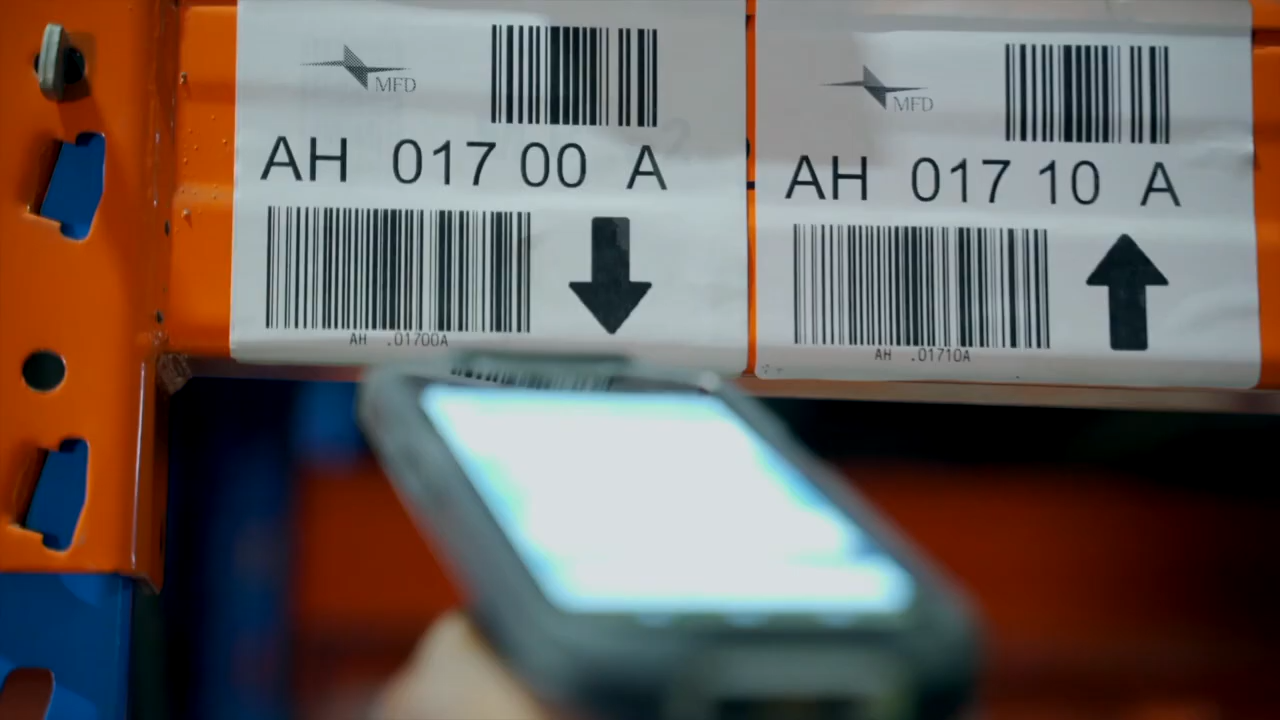 MFD
AH 017 00 A
AH .01700A
MFD
AH 017 10 A
AH .01710A